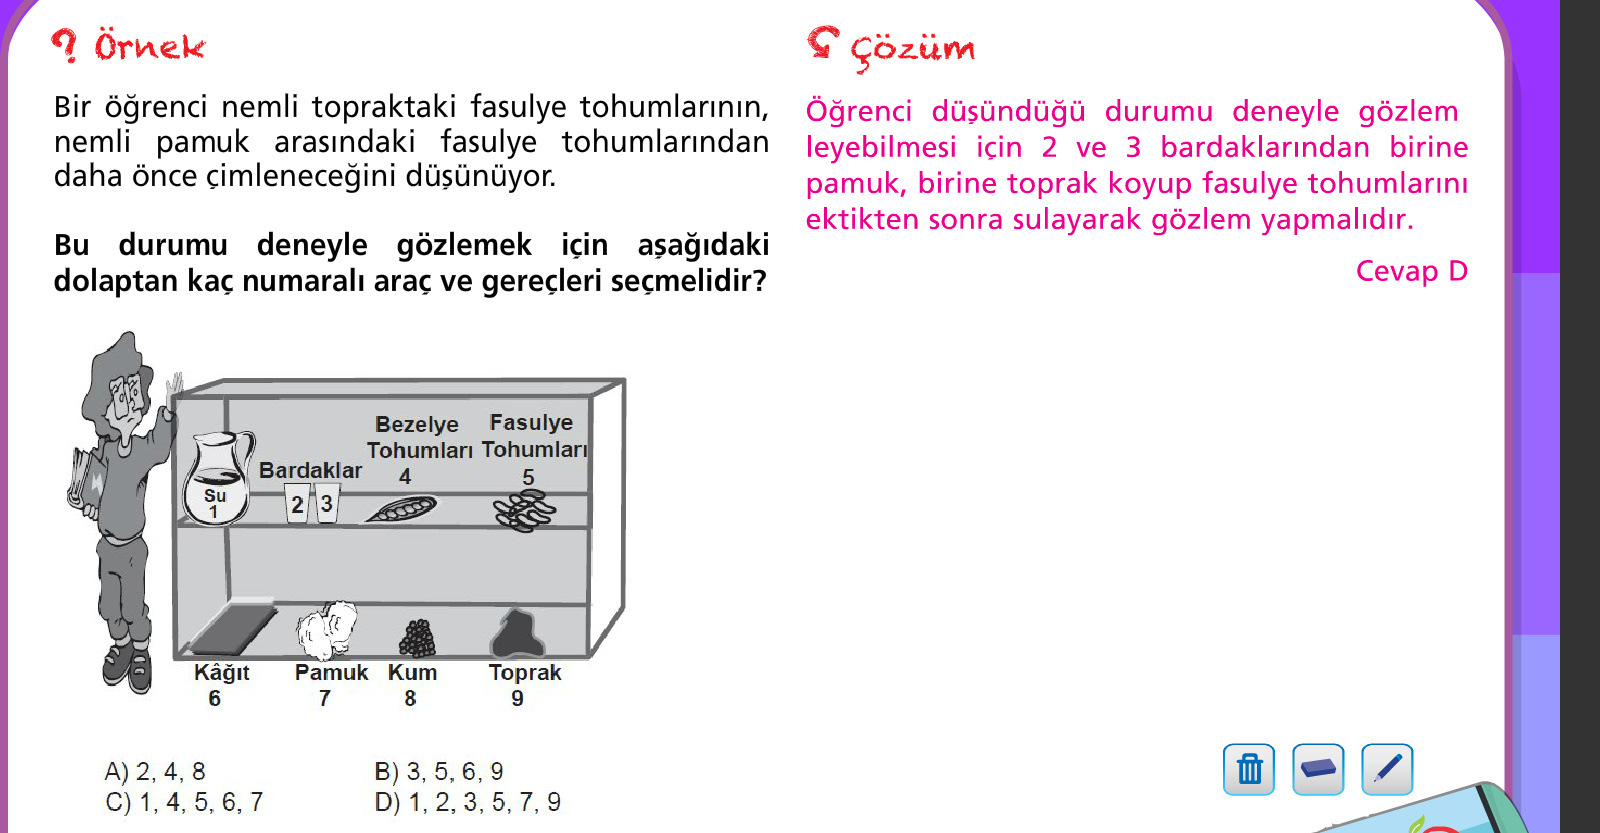 ? Örnek
Bir öğrenci nemli topraktaki fasulye tohumlarının,
nemli pamuk arasındaki fasulye tohumlarından
daha önce çimleneceğini düşünüyor.
Bu durumu deneyle gözlemek için aşağıdaki
dolaptan kaç numaralı araç ve gereçleri seçmelidir?
Bezelye Tohumları
4
Fasulye Tohumları
5
Bardaklar
2 3
Su
1
Kâğıt
6
Pamuk
7
Kum
8
Toprak
9
A) 2, 4, 8
B) 3, 5, 6, 9
C) 1, 4, 5, 6, 7
D) 1, 2, 3, 5, 7, 9
Çözüm
Öğrenci düşündüğü durumu deneyle gözlem
leyebilmesi için 2 ve 3 bardaklarından birine
pamuk, birine toprak koyup fasulye tohumlarını
ektikten sonra sulayarak gözlem yapmalıdır.
Cevap D